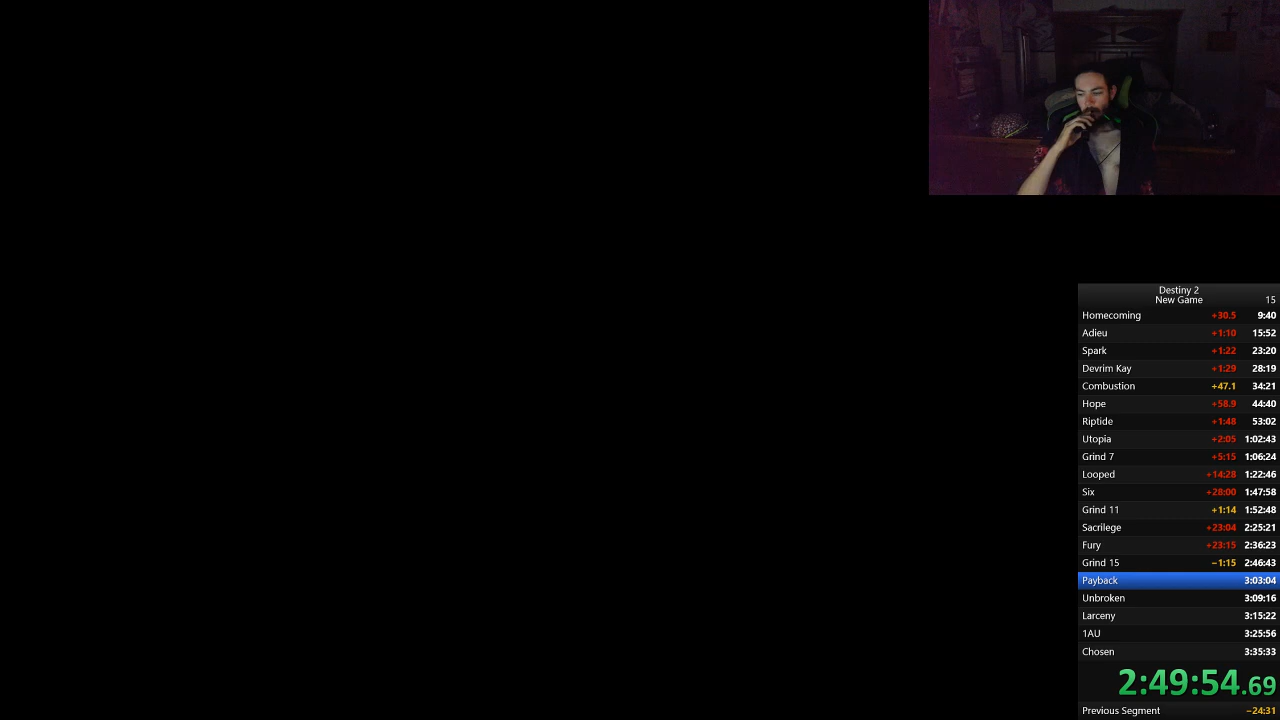 Destiny 2
New Game 15
Homecoming +30.5 9:40
Adieu +1:10 15:52
Spark +1:22 23:20
Devrim Kay +1:29 28:19
Combustion +47.1 34:21
Hope +58.9 44:40
Riptide +1:48 53:02
Utopia +2:05 1:02:43
Grind 7 +5:15 1:06:24
Looped +14:28 1:22:46
Six +28:00 1:47:58
Grind 11 +1:14 1:52:48
Sacrilege +23:04 2:25:21
Fury +23:15 2:36:23
Grind 15 −1:15 2:46:43
Payback 3:03:04
Unbroken 3:09:16
Larceny 3:15:22
1AU 3:25:56
Chosen 3:35:33
2:49:54.69
Previous Segment −24:31